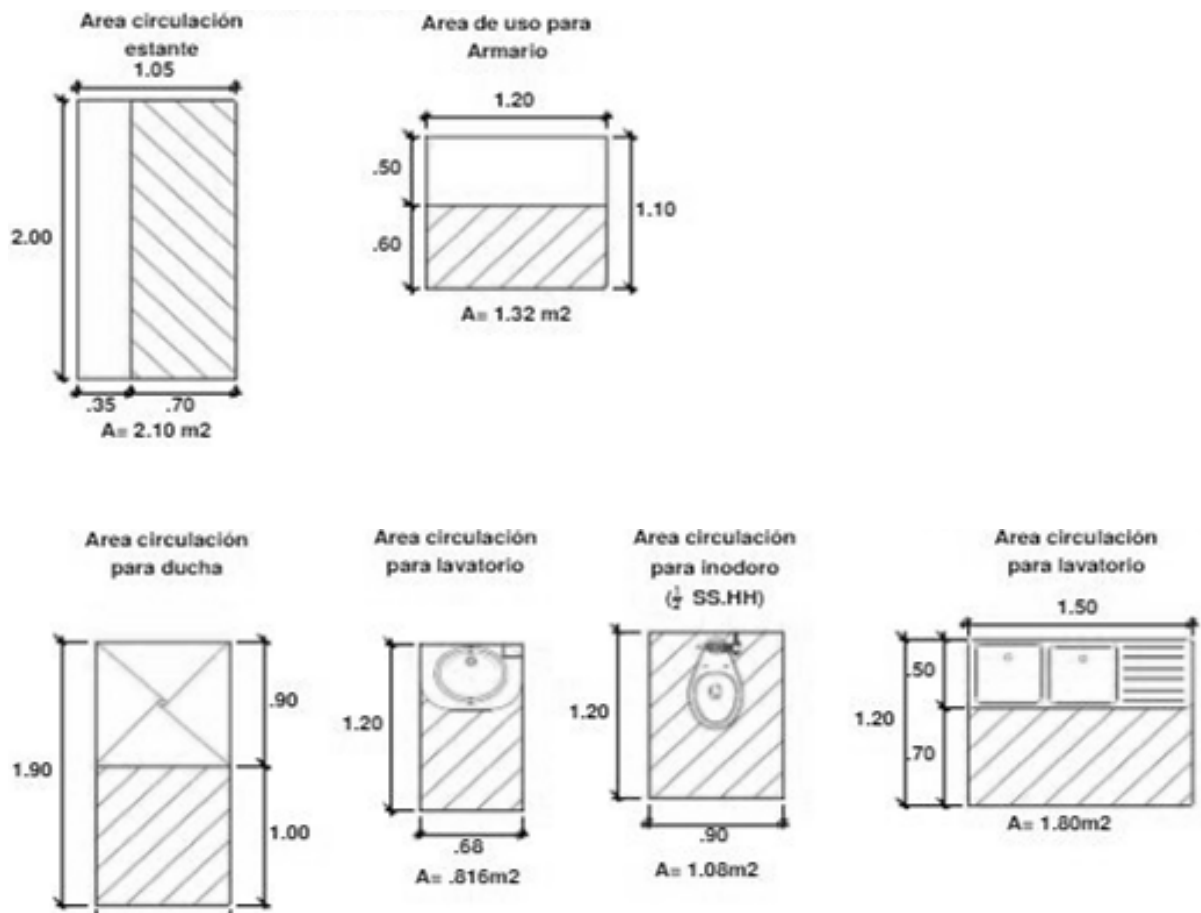 Area circulación
estante
1.05
2.00
.35
.70
A= 2.10 m2
Area de uso para
Armario
1.20
.50
.60
1.10
A= 1.32 m2
Area circulación
para ducha
1.90
.90
1.00
Area circulación
para lavatorio
1.20
.68
A= .816m2
Area circulación
para inodoro
(½ SS.HH)
1.20
.90
A= 1.08m2
Area circulación
para lavatorio
1.50
.50
1.20
.70
A= 1.80m2